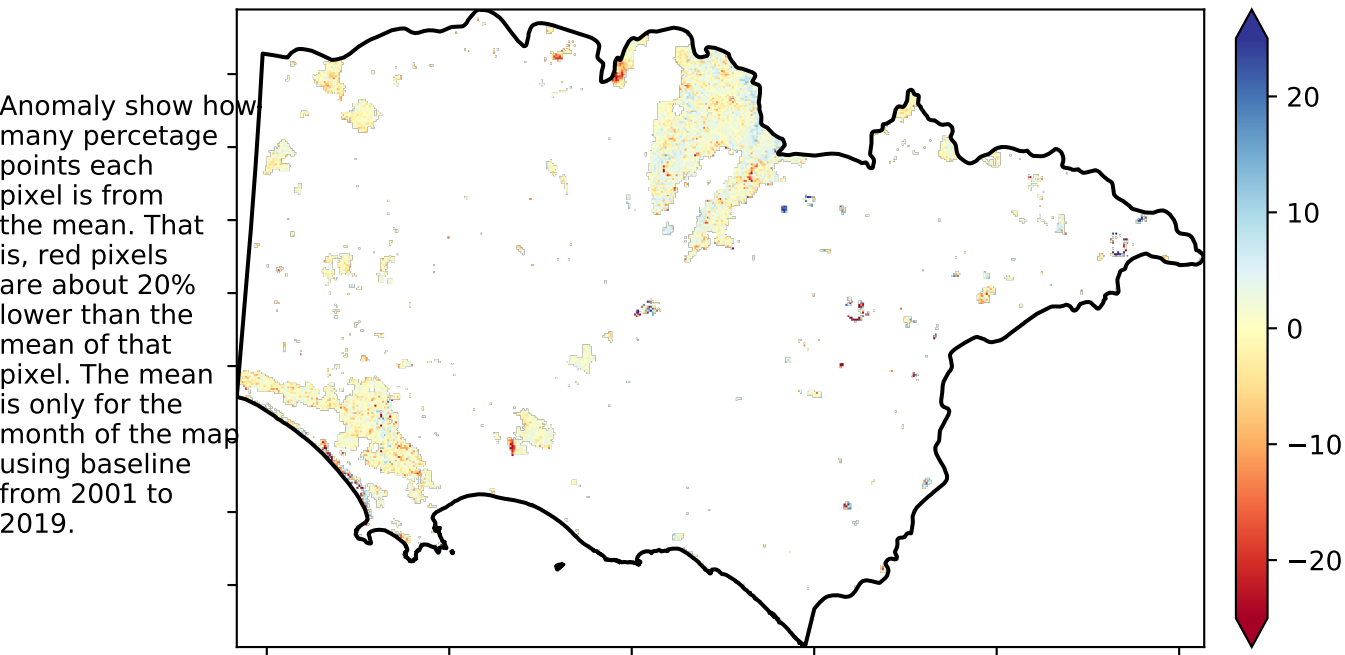 Anomaly show how
many percetage
points each
pixel is from
the mean. That
is, red pixels
are about 20%
lower than the
mean of that
pixel. The mean
is only for the
month of the map
using baseline
from 2001 to
2019.
20
10
0
−10
−20